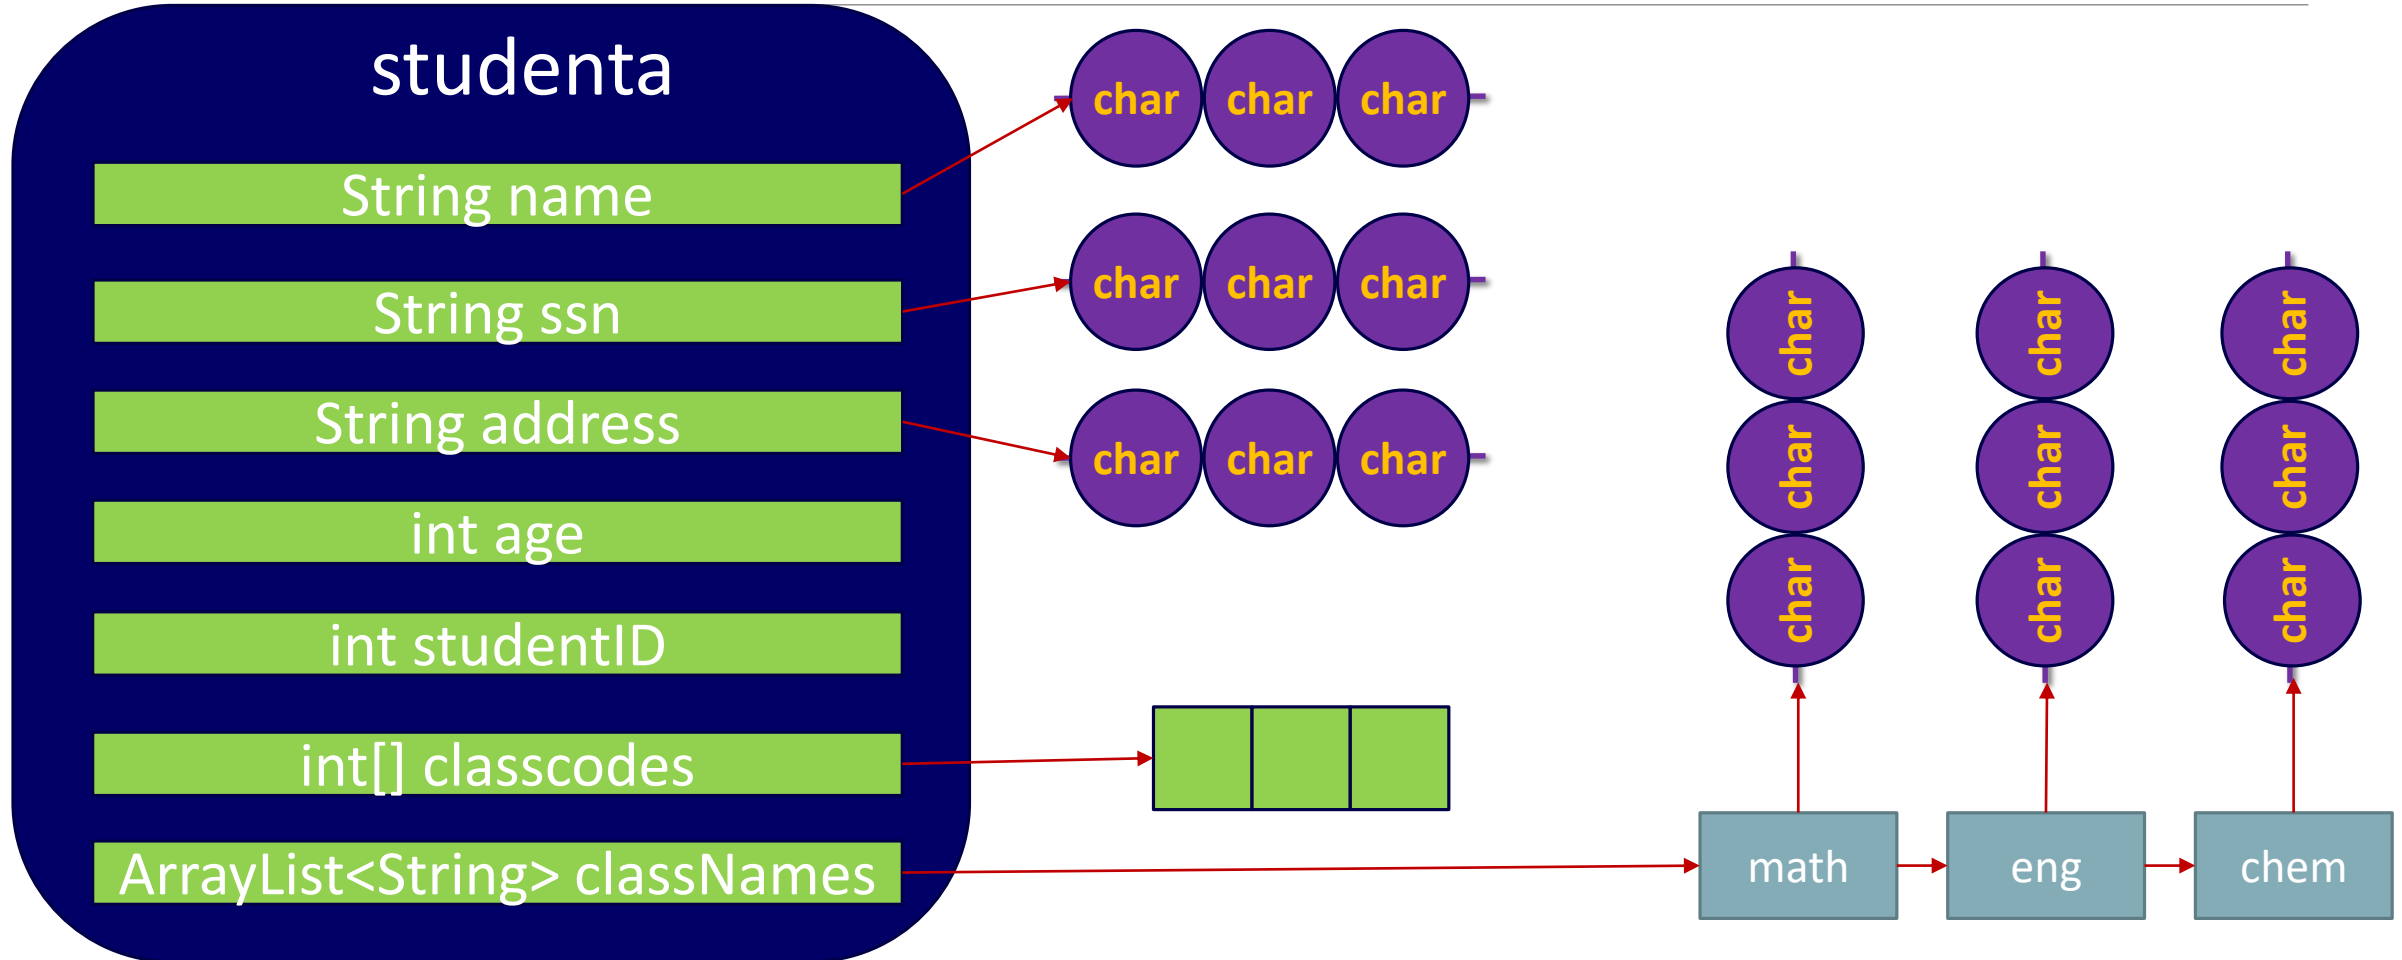 studenta
String name
String ssn
String address
int age
int studentID
int[] classcodes
ArrayList<String> classNames
char char char
char char char
char char char
char char char
char char char
char char char
math eng chem